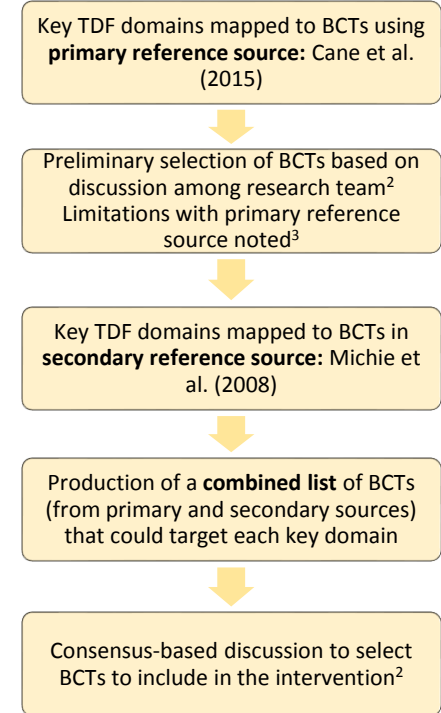 Key TDF domains mapped to BCTs using
primary reference source: Cane et al.
(2015)
Preliminary selection of BCTs based on
discussion among research team²
Limitations with primary reference
source noted³
Key TDF domains mapped to BCTs in
secondary reference source: Michie et
al. (2008)
Production of a combined list of BCTs
(from primary and secondary sources)
that could target each key domain
Consensus-based discussion to select
BCTs to include in the intervention²